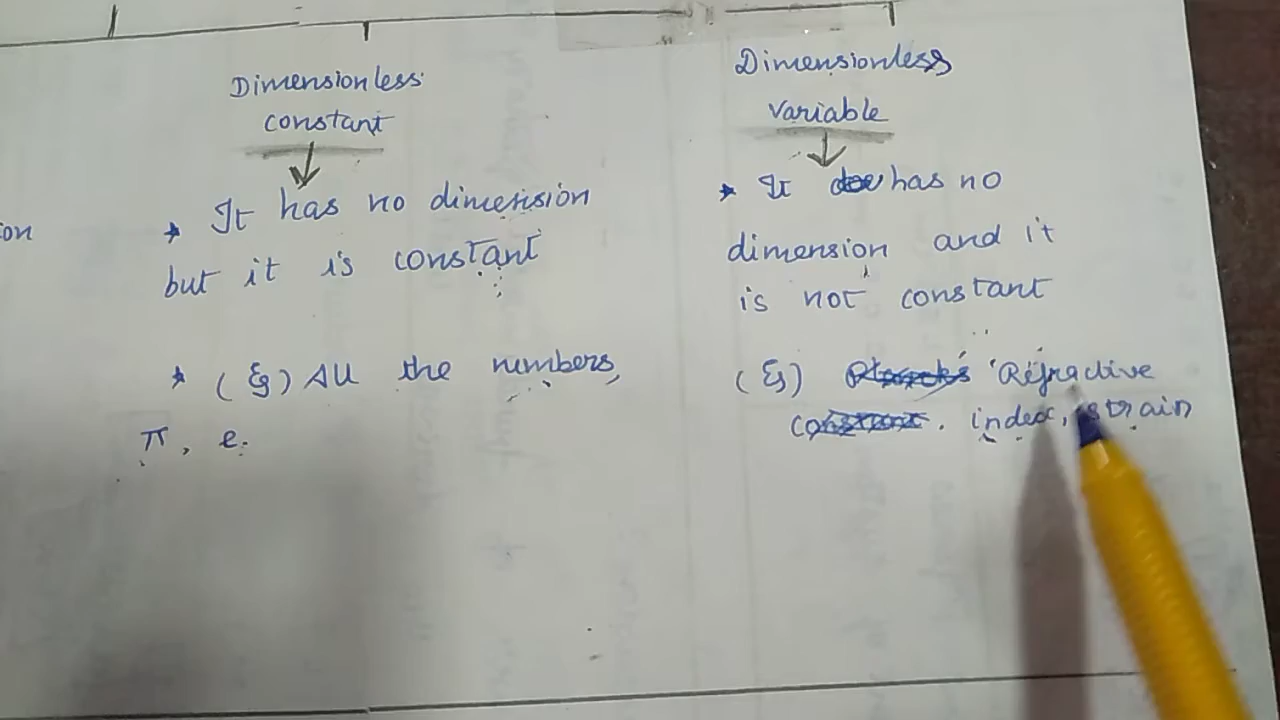 on
Dimensionless
constant
* It has no dimension
but it is constant
* (Eg) All the numbers,
π, e.
Dimensionless
variable
* It has no
dimension and it
is not constant
(Eg) Refractive
index, strain